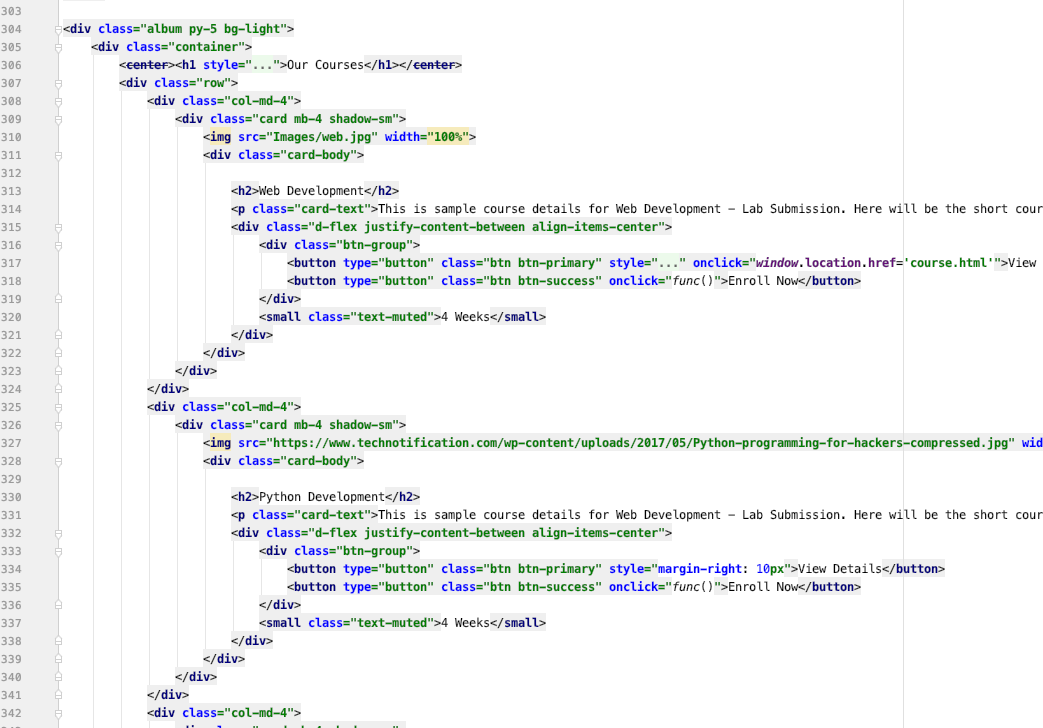 303
304 <div class="album py-5 bg-light">
305 <div class="container">
306 <center><h1 style="...">Our Courses</h1></center>
307 <div class="row">
308 <div class="col-md-4">
309 <div class="card mb-4 shadow-sm">
310 <img src="Images/web.jpg" width="100%">
311 <div class="card-body">
312
313 <h2>Web Development</h2>
314 <p class="card-text">This is sample course details for Web Development – Lab Submission. Here will be the short cour
315 <div class="d-flex justify-content-between align-items-center">
316 <div class="btn-group">
317 <button type="button" class="btn btn-primary" style="..." onclick="window.location.href='course.html'">View
318 <button type="button" class="btn btn-success" onclick="func()">Enroll Now</button>
319 </div>
320 <small class="text-muted">4 Weeks</small>
321 </div>
322 </div>
323 </div>
324 </div>
325 <div class="col-md-4">
326 <div class="card mb-4 shadow-sm">
327 <img src="https://www.technotification.com/wp-content/uploads/2017/05/Python-programming-for-hackers-compressed.jpg" wid
328 <div class="card-body">
329
330 <h2>Python Development</h2>
331 <p class="card-text">This is sample course details for Web Development – Lab Submission. Here will be the short cour
332 <div class="d-flex justify-content-between align-items-center">
333 <div class="btn-group">
334 <button type="button" class="btn btn-primary" style="margin-right: 10px">View Details</button>
335 <button type="button" class="btn btn-success" onclick="func()">Enroll Now</button>
336 </div>
337 <small class="text-muted">4 Weeks</small>
338 </div>
339 </div>
340 </div>
341 </div>
342 <div class="col-md-4">